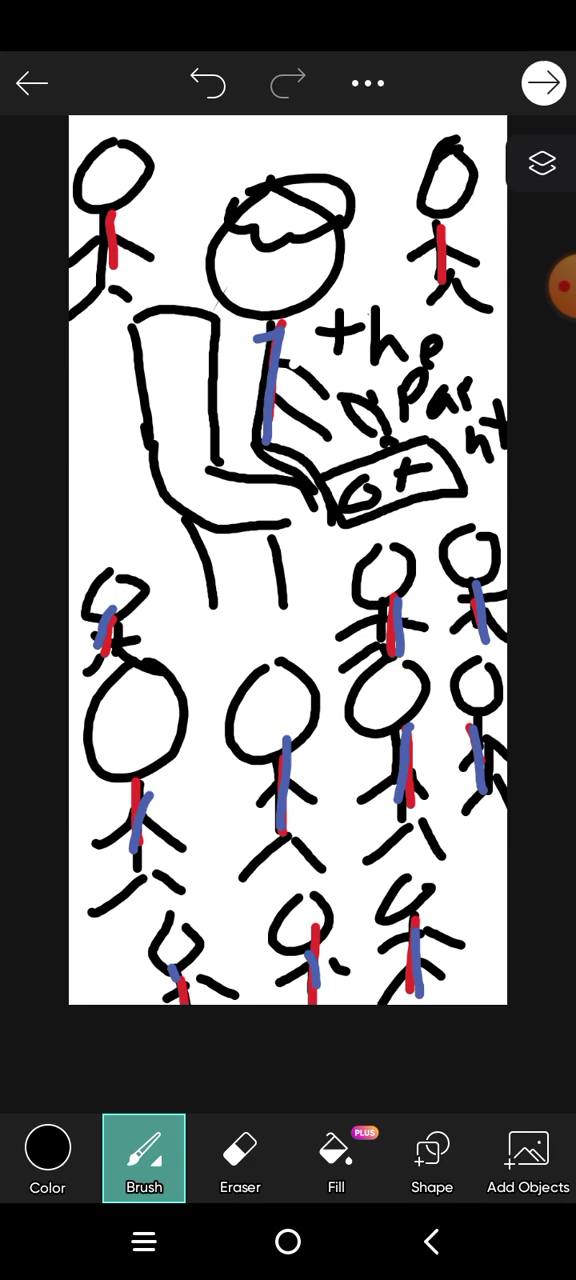 the
Par
nt
PLUS
Color
Brush
Eraser
Fill
Shape
Add Objects